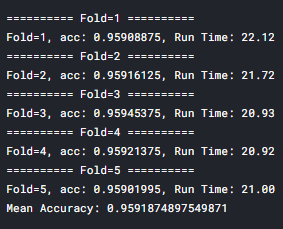 ========== Fold=1 ==========
Fold=1, acc: 0.95908875, Run Time: 22.12
========== Fold=2 ==========
Fold=2, acc: 0.95916125, Run Time: 21.72
========== Fold=3 ==========
Fold=3, acc: 0.95945375, Run Time: 20.93
========== Fold=4 ==========
Fold=4, acc: 0.95921375, Run Time: 20.92
========== Fold=5 ==========
Fold=5, acc: 0.95901995, Run Time: 21.00
Mean Accuracy: 0.9591874897549871